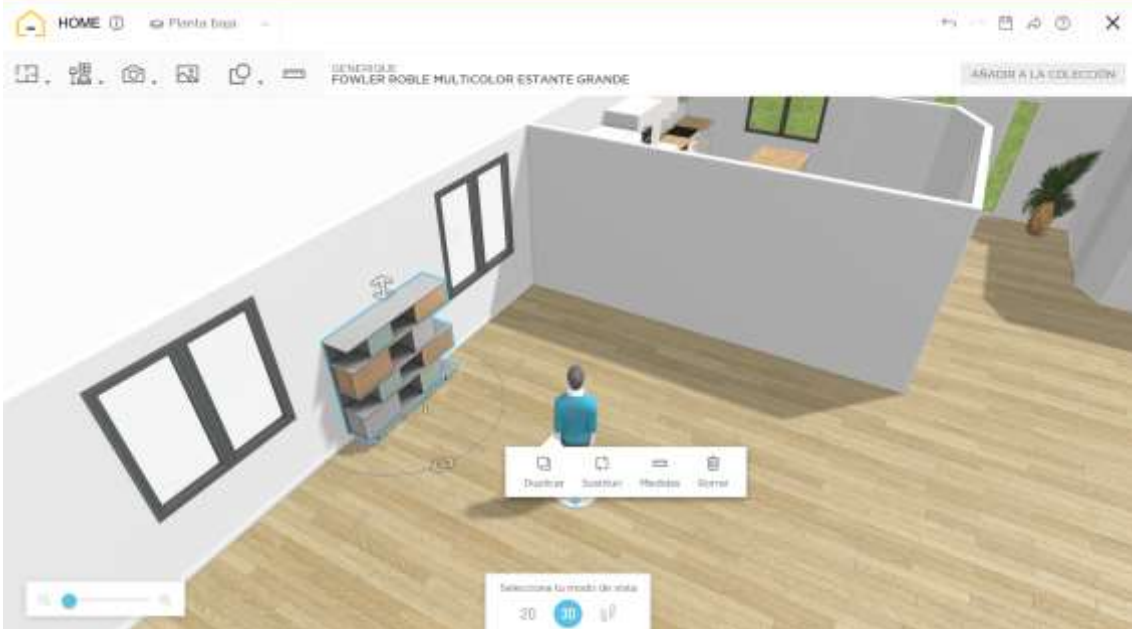 HOME
Planta baja
GENERIQUE
FOWLER ROBLE MULTICOLOR ESTANTE GRANDE
AÑADIR A LA COLECCIÓN
Duplicar Sustituir Medidas Borrar
Selecciona tu modo de vista
2D 3D